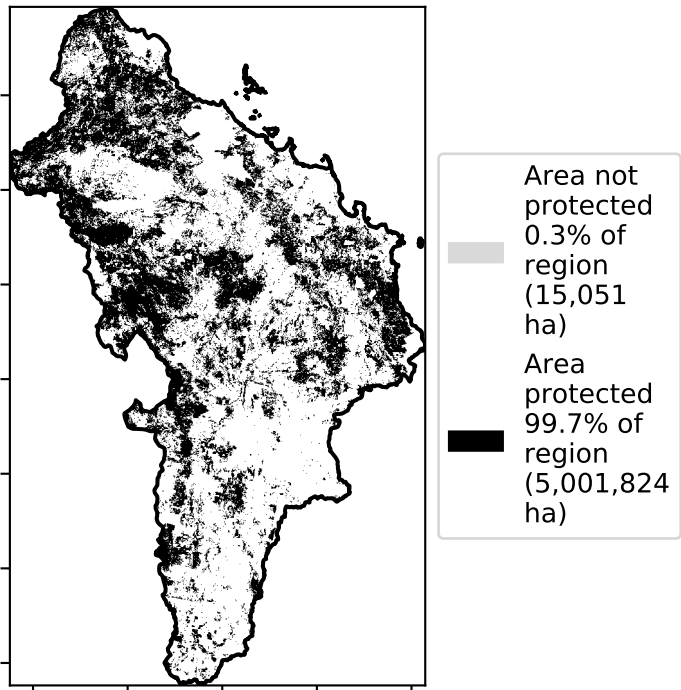 Area not
protected
0.3% of
region
(15,051
ha)
Area
protected
99.7% of
region
(5,001,824
ha)